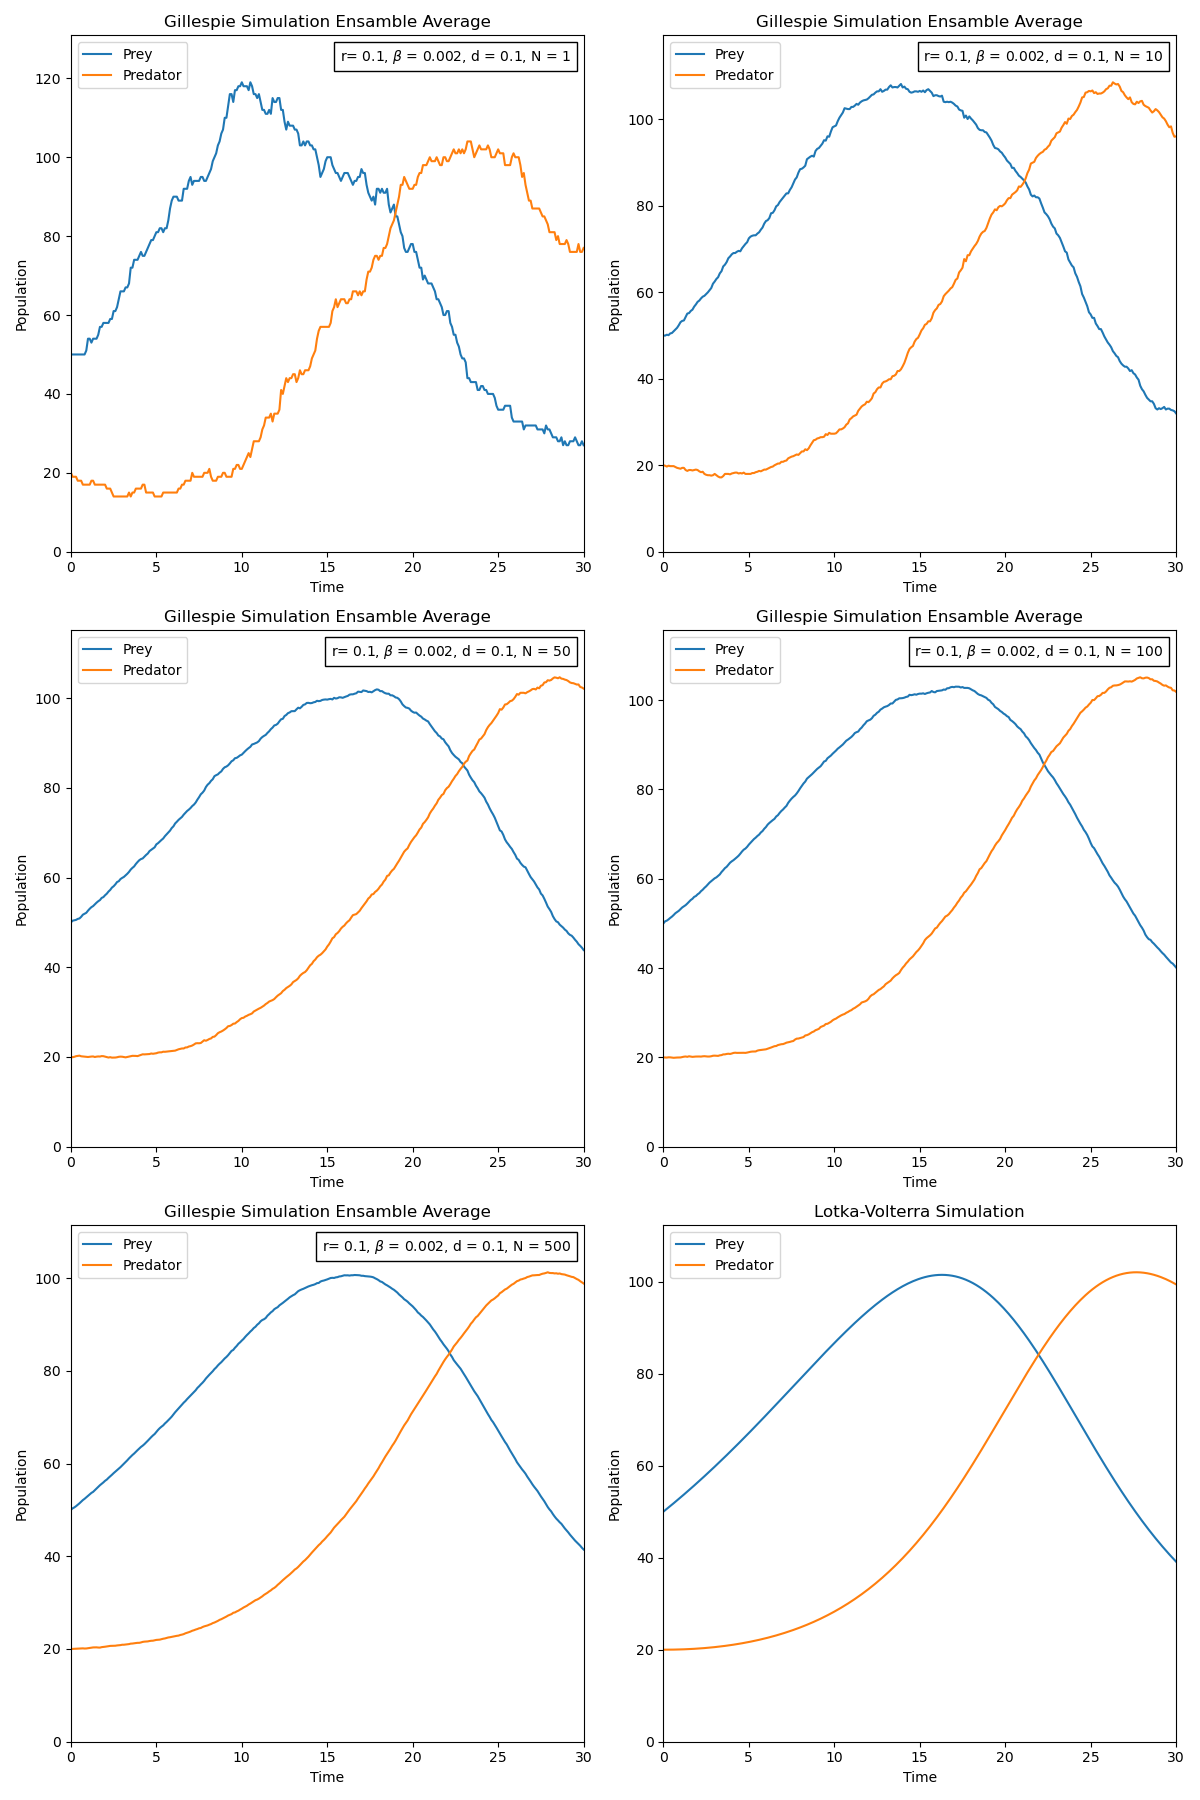 Gillespie Simulation Ensamble Average
Prey
Predator
r= 0.1, β = 0.002, d = 0.1, N = 1
Population
120
100
80
60
40
20
0
0 5 10 15 20 25 30
Time
Gillespie Simulation Ensamble Average
Prey
Predator
r= 0.1, β = 0.002, d = 0.1, N = 10
Population
100
80
60
40
20
0
0 5 10 15 20 25 30
Time
Gillespie Simulation Ensamble Average
Prey
Predator
r= 0.1, β = 0.002, d = 0.1, N = 50
Population
100
80
60
40
20
0
0 5 10 15 20 25 30
Time
Gillespie Simulation Ensamble Average
Prey
Predator
r= 0.1, β = 0.002, d = 0.1, N = 100
Population
100
80
60
40
20
0
0 5 10 15 20 25 30
Time
Gillespie Simulation Ensamble Average
Prey
Predator
r= 0.1, β = 0.002, d = 0.1, N = 500
Population
100
80
60
40
20
0
0 5 10 15 20 25 30
Time
Lotka-Volterra Simulation
Prey
Predator
Population
100
80
60
40
20
0
0 5 10 15 20 25 30
Time